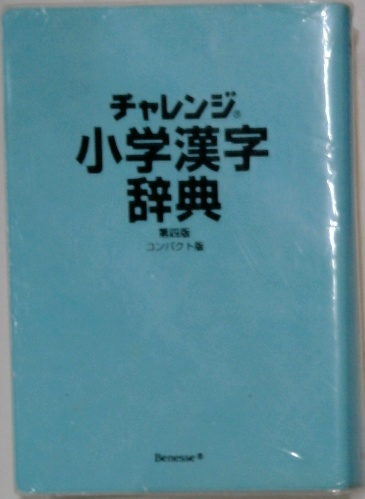 チャレンジ®
小学漢字
辞典
第四版
コンパクト版
Benesse®